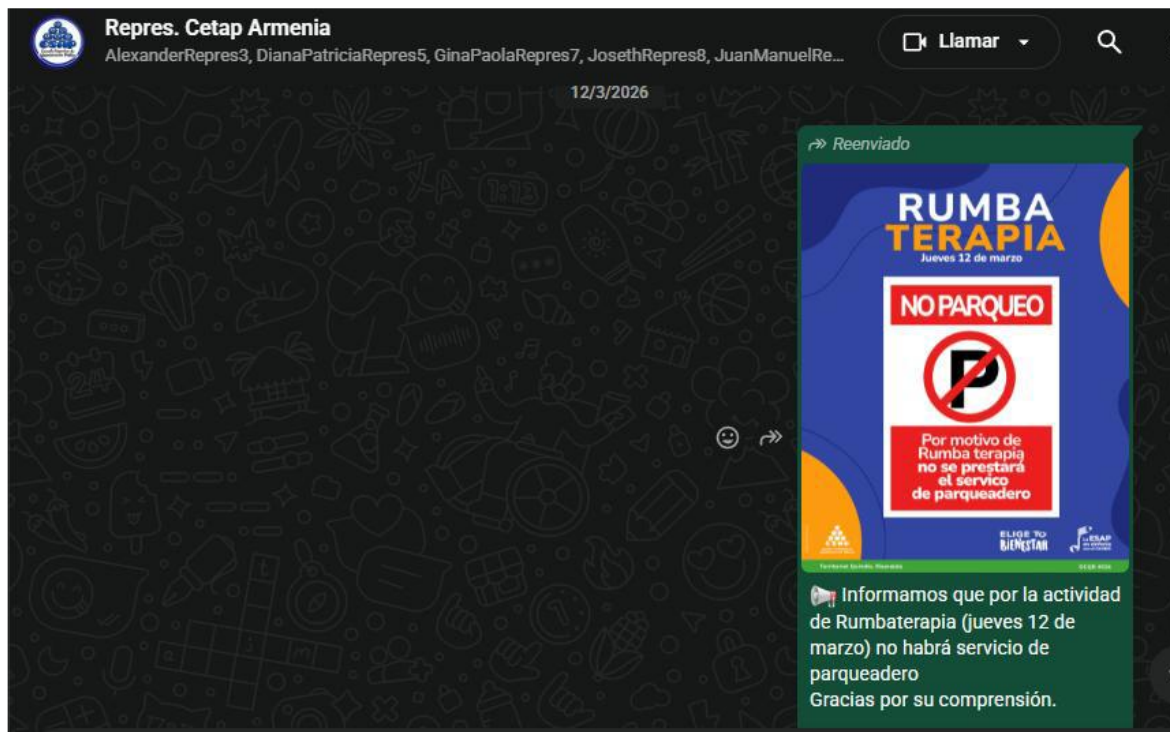 Repres. Cetap Armenia
AlexanderRepres3, DianaPatriciaRepres5, GinaPaolaRepres7, JosethRepres8, JuanManuelRe...
Llamar
12/3/2026
Reenviado
RUMBA
TERAPIA
Jueves 12 de marzo
NO PARQUEO
P
Por motivo de
Rumba terapia
no se prestará
el servico
de parqueadero
ELIGE TO
BIENESTAR
ESAP
📢 Informamos que por la actividad
de Rumbaterapia (jueves 12 de
marzo) no habrá servicio de
parqueadero
Gracias por su comprensión.